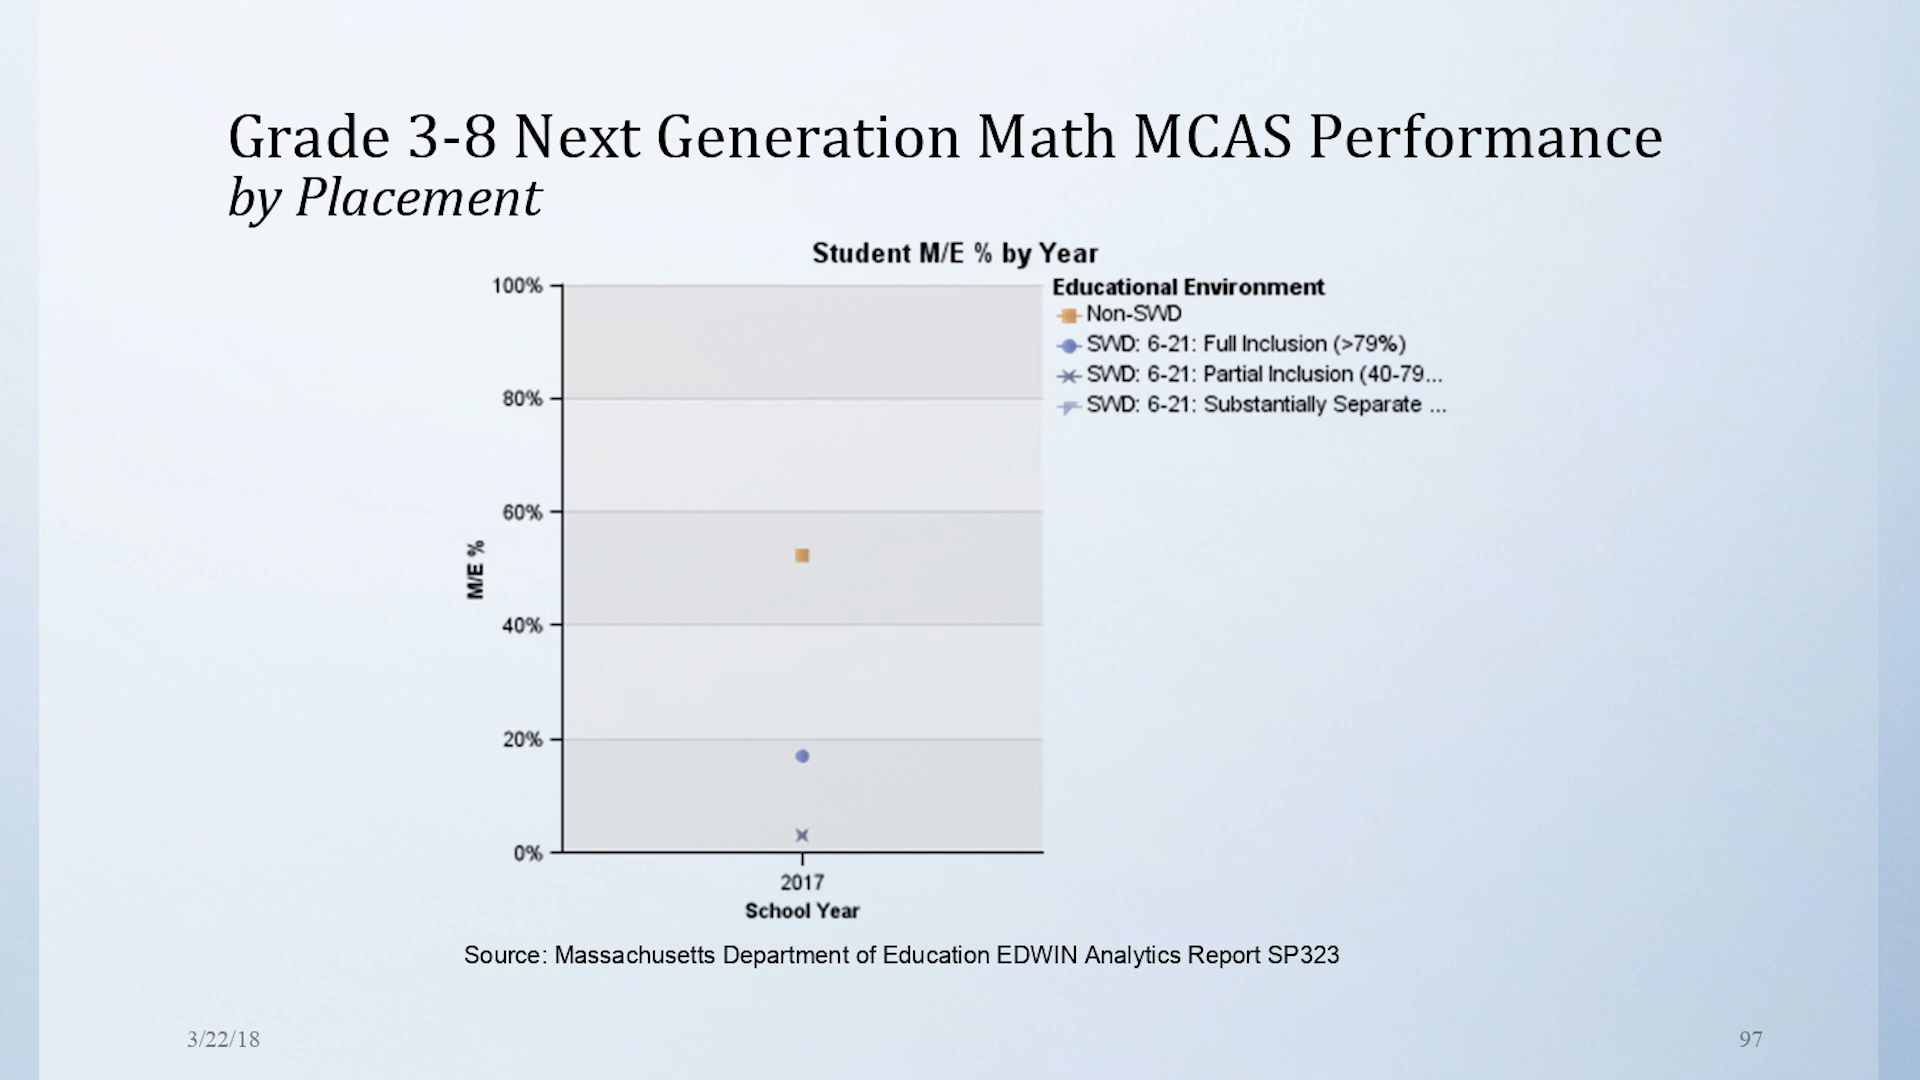 Grade 3-8 Next Generation Math MCAS Performance
by Placement
Student M/E % by Year
100%
80%
60%
40%
20%
0%
M/E %
2017
School Year
Educational Environment
Non-SWD
SWD: 6-21: Full Inclusion (>79%)
SWD: 6-21: Partial Inclusion (40-79...
SWD: 6-21: Substantially Separate ...
Source: Massachusetts Department of Education EDWIN Analytics Report SP323
3/22/18
97